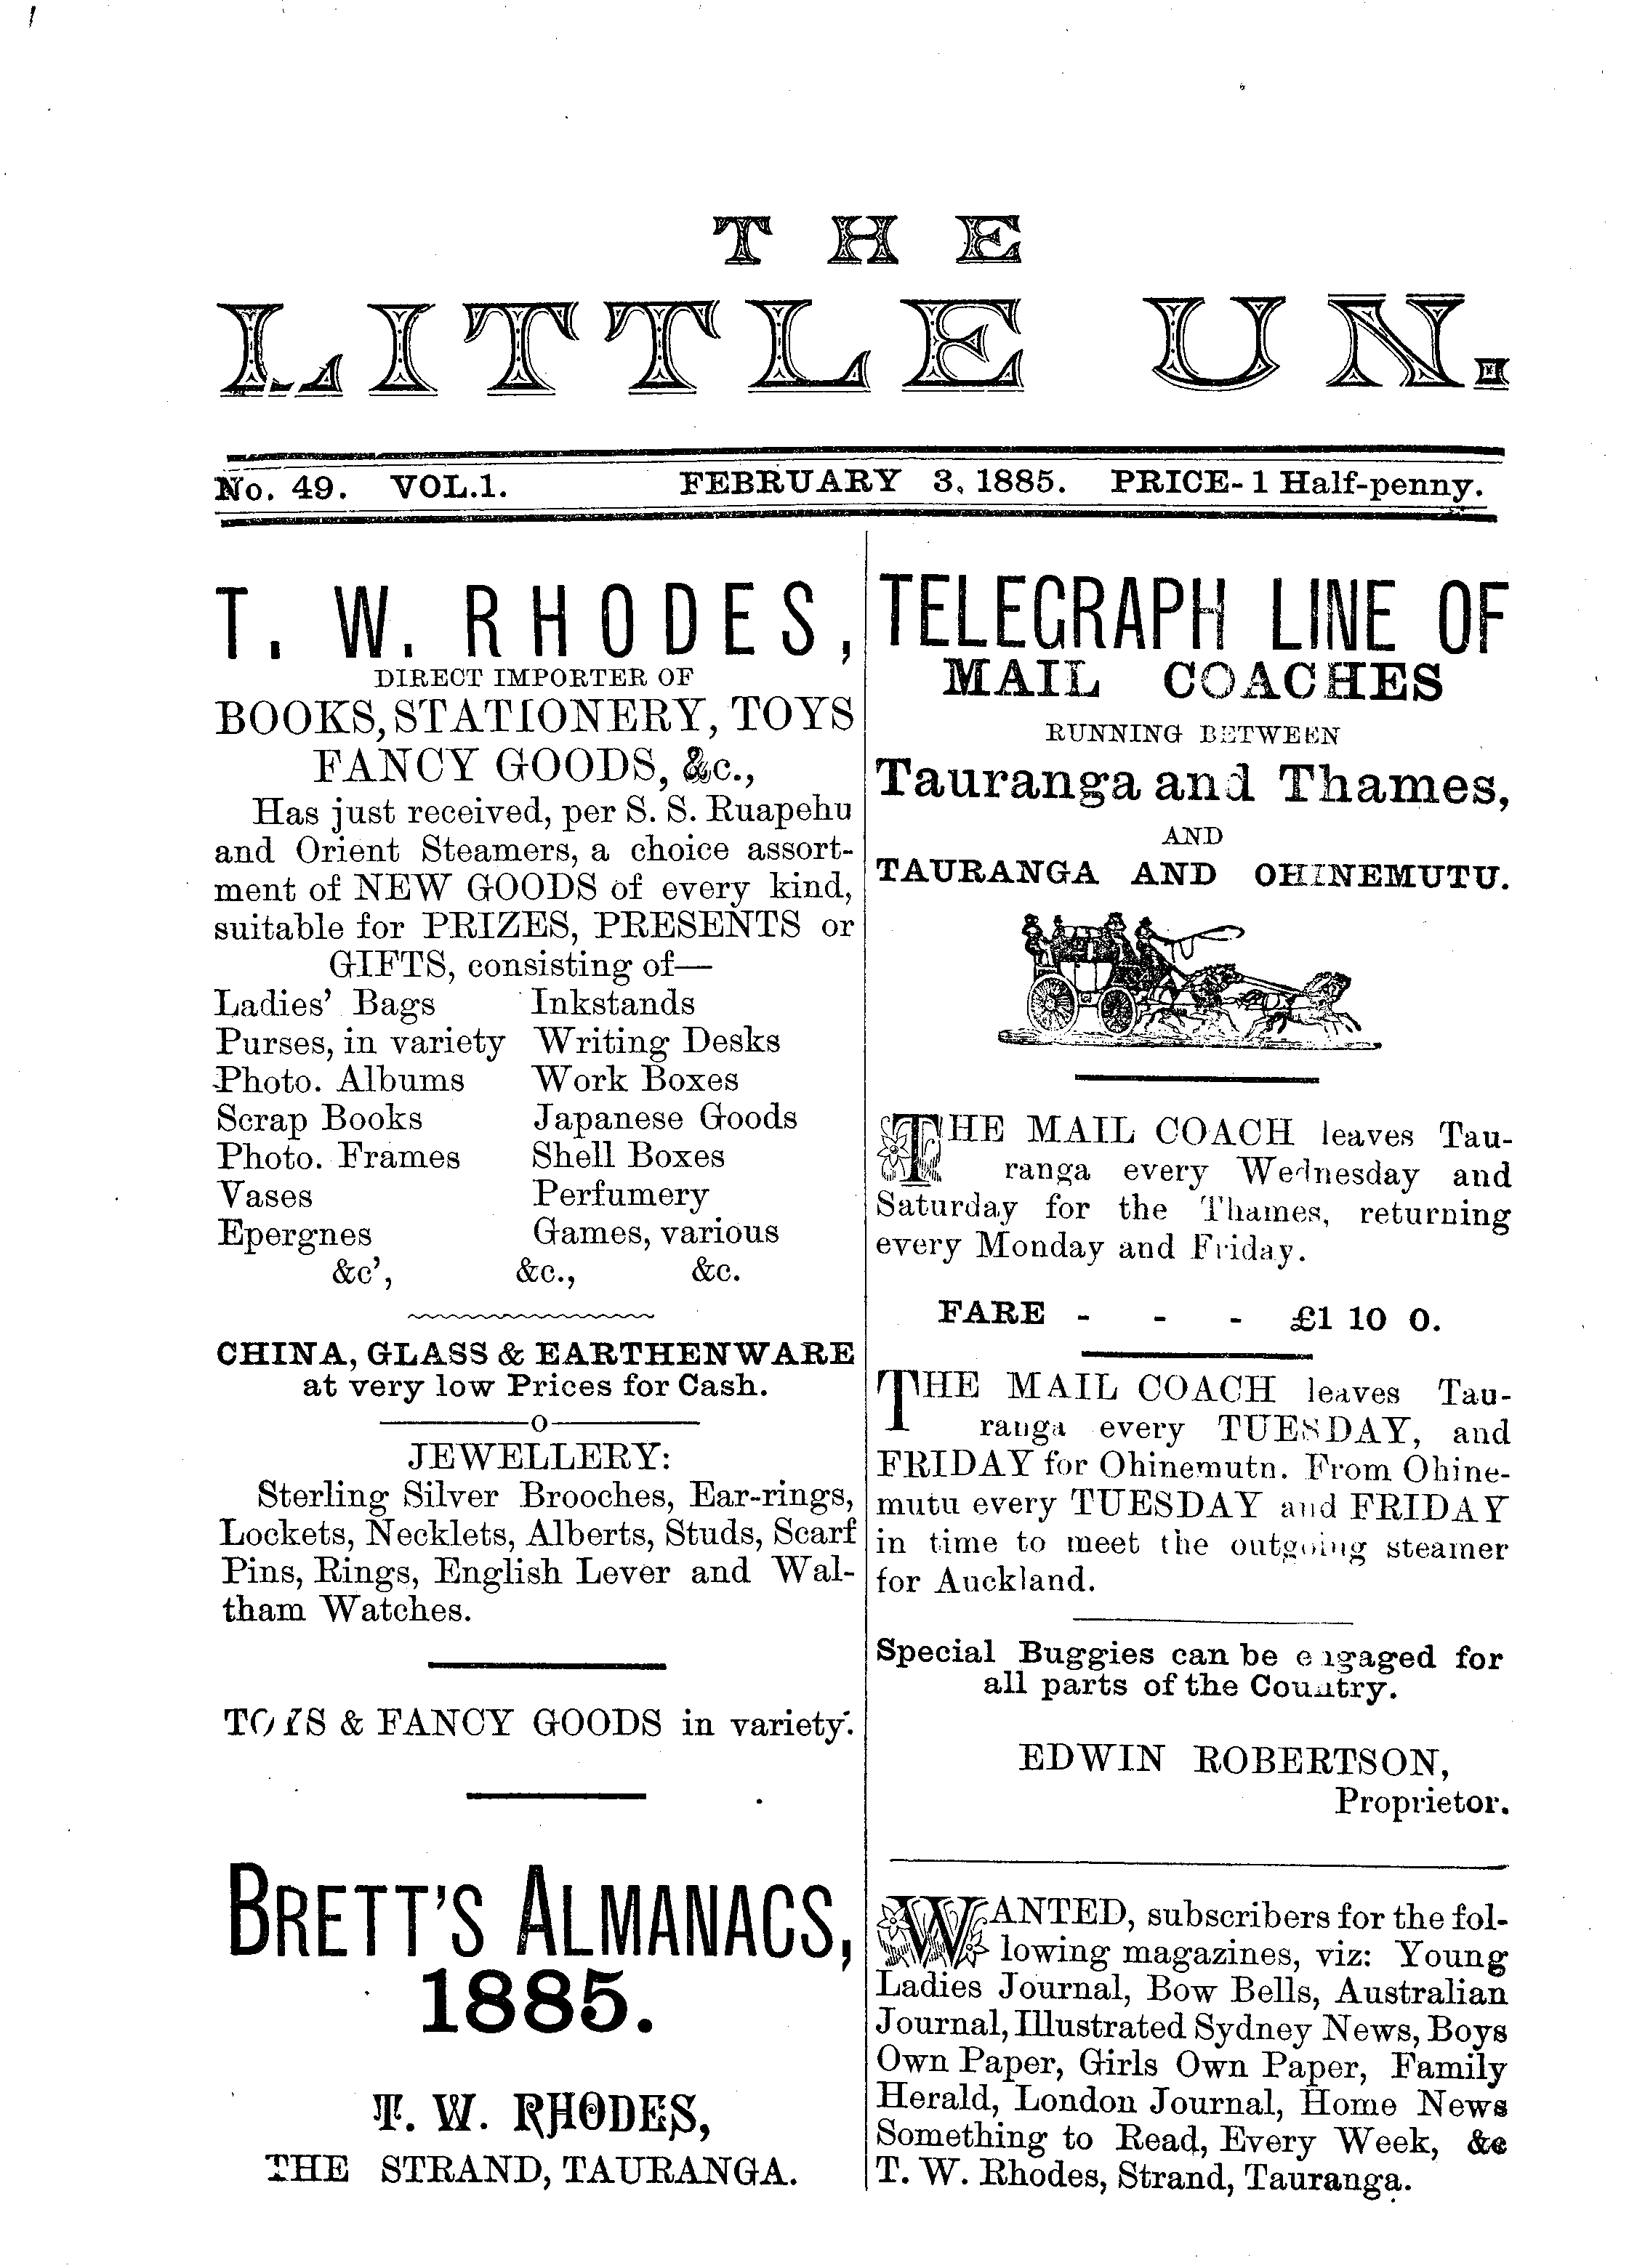 THE
LITTLE UN.
No. 49. VOL.1. FEBRUARY 3, 1885. PRICE- 1 Half-penny.
T. W. RHODES,
DIRECT IMPORTER OF
BOOKS, STATIONERY, TOYS
FANCY GOODS, &c.,
Has just received, per S. S. Ruapehu
and Orient Steamers, a choice assort-
ment of NEW GOODS of every kind,
suitable for PRIZES, PRESENTS or
GIFTS, consisting of—
Ladies' Bags Inkstands
Purses, in variety Writing Desks
Photo. Albums Work Boxes
Scrap Books Japanese Goods
Photo. Frames Shell Boxes
Vases Perfumery
Epergnes Games, various
&c', &c., &c.
CHINA, GLASS & EARTHENWARE
at very low Prices for Cash.
O
JEWELLERY:
Sterling Silver Brooches, Ear-rings,
Lockets, Necklets, Alberts, Studs, Scarf
Pins, Rings, English Lever and Wal-
tham Watches.
TOYS & FANCY GOODS in variety.
BRETT'S ALMANACS,
1885.
T. W. RHODES,
THE STRAND, TAURANGA.
TELEGRAPH LINE OF
MAIL COACHES
RUNNING BETWEEN
Tauranga and Thames,
AND
TAURANGA AND OHINEMUTU.
THE MAIL COACH leaves Tau-
ranga every Wednesday and
Saturday for the Thames, returning
every Monday and Friday.
FARE - - - £1 10 0.
THE MAIL COACH leaves Tau-
ranga every TUESDAY, and
FRIDAY for Ohinemutn. From Ohine-
mutu every TUESDAY and FRIDAY
in time to meet the outgoing steamer
for Auckland.
Special Buggies can be engaged for
all parts of the Country.
EDWIN ROBERTSON,
Proprietor.
WANTED, subscribers for the fol-
lowing magazines, viz: Young
Ladies Journal, Bow Bells, Australian
Journal, Illustrated Sydney News, Boys
Own Paper, Girls Own Paper, Family
Herald, London Journal, Home News
Something to Read, Every Week, &c
T. W. Rhodes, Strand, Tauranga.